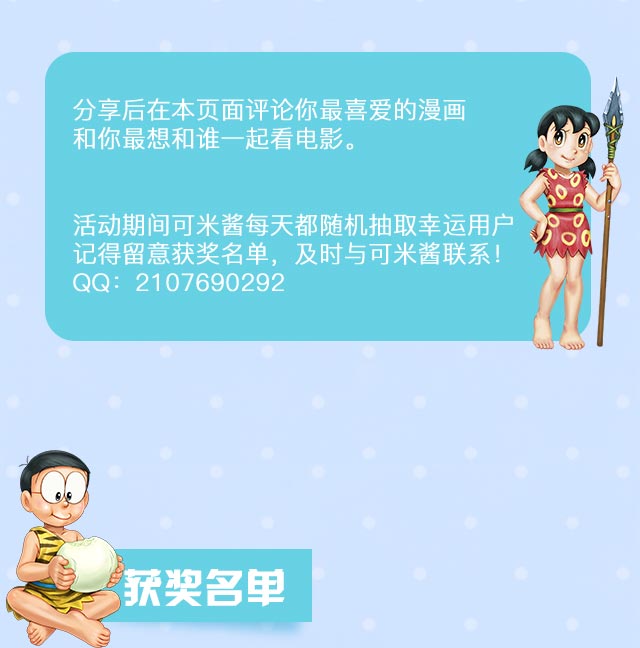 分享后在本页面评论你最喜爱的漫画
和你最想和谁一起看电影。
活动期间可米酱每天都随机抽取幸运用户
记得留意获奖名单，及时与可米酱联系！
QQ：2107690292
获奖名单